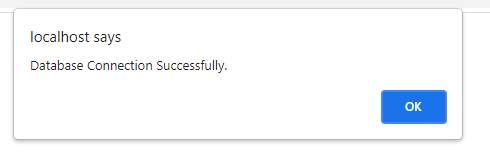 localhost says
Database Connection Successfully.
OK